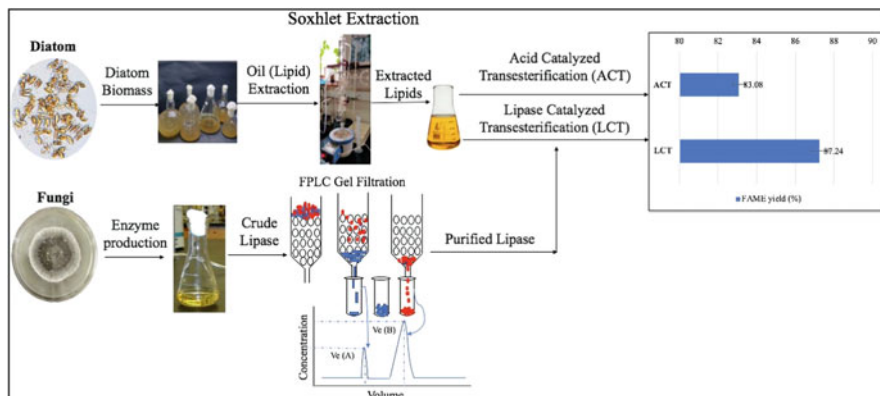 Soxhlet Extraction
Diatom
Diatom
Biomass
Oil (Lipid)
Extraction
Extracted
Lipids
Acid Catalyzed
Transesterification (ACT)
Lipase Catalyzed
Transesterification (LCT)
80 82 84 86 88 90
ACT
83.08
LCT
87.24
FAME yield (%)
Fungi
Enzyme
production
Crude
Lipase
FPLC Gel Filtration
Purified Lipase
Concentration
Ve (A)
Ve (B)
Volume